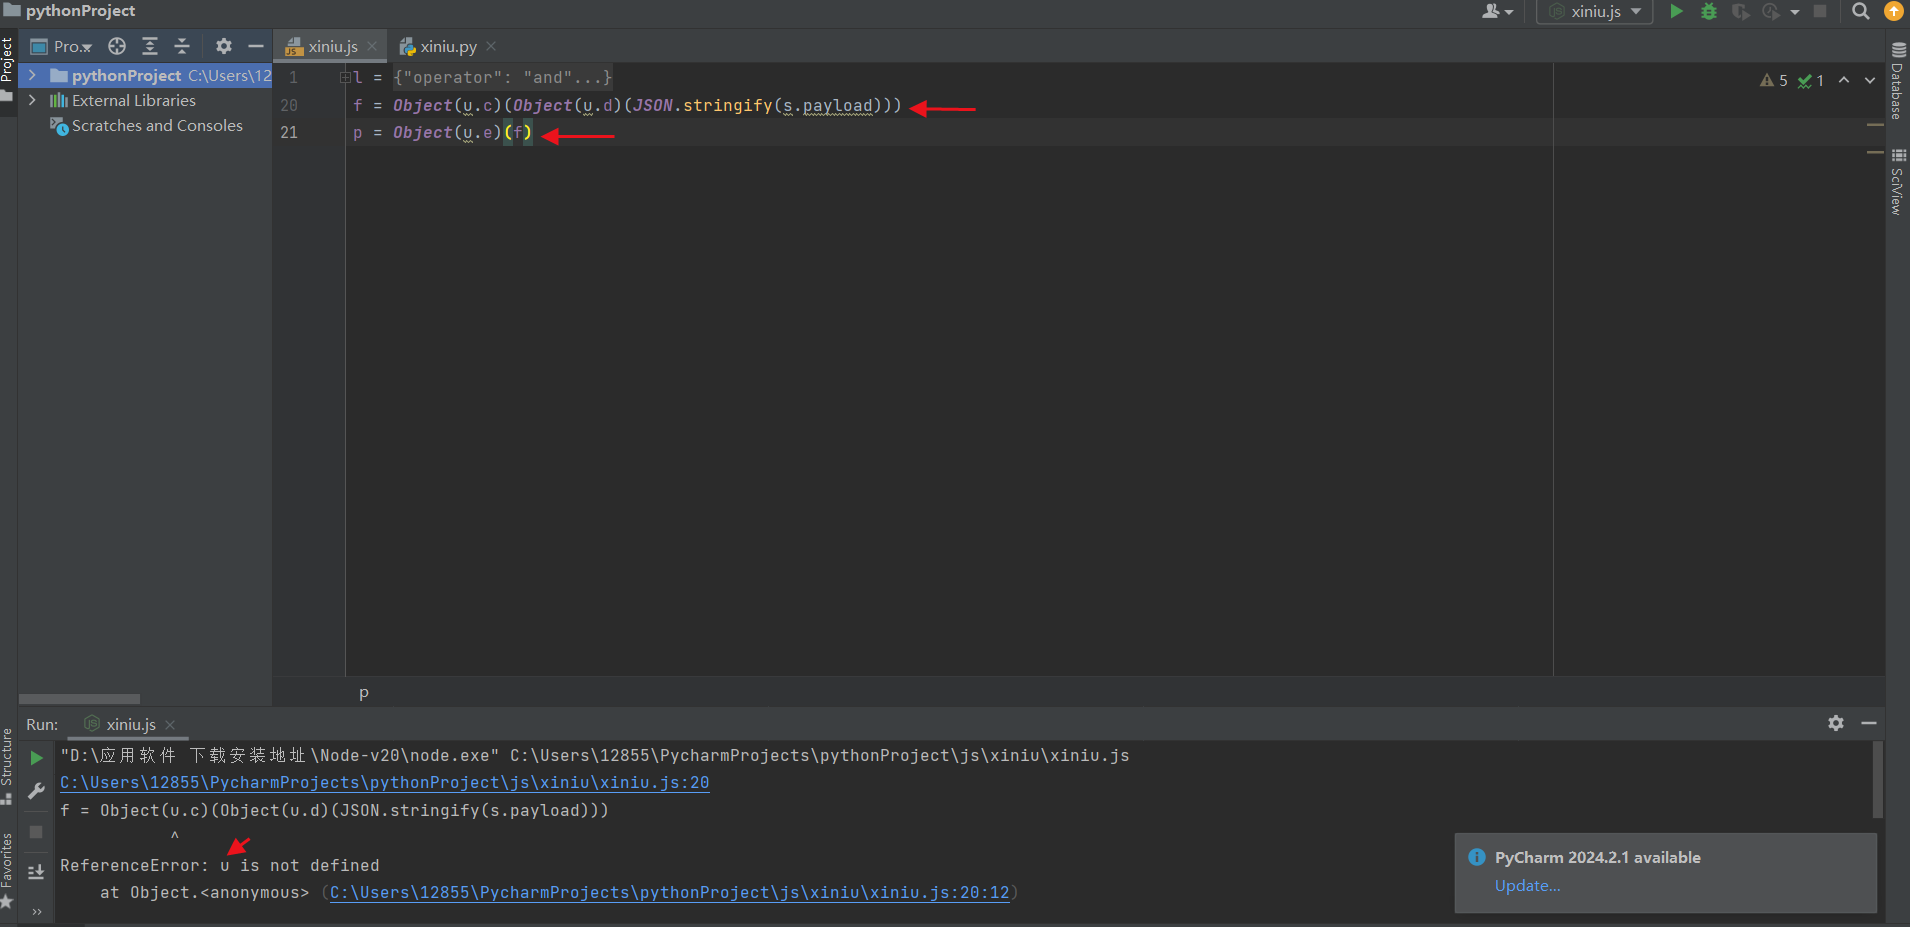 pythonProject
xiniu.js
Project
Pro...
xiniu.js
xiniu.py
pythonProject C:\Users\12
External Libraries
Scratches and Consoles
1 l = {"operator": "and"...}
20 f = Object(u.c)(Object(u.d)(JSON.stringify(s.payload)))
21 p = Object(u.e)(f)
5 1
Database
SciView
p
Run: xiniu.js
Structure
Favorites
"D:\应用软件 下载安装地址\Node-v20\node.exe" C:\Users\12855\PycharmProjects\pythonProject\js\xiniu\xiniu.js
C:\Users\12855\PycharmProjects\pythonProject\js\xiniu\xiniu.js:20
f = Object(u.c)(Object(u.d)(JSON.stringify(s.payload)))
^
ReferenceError: u is not defined
at Object.<anonymous> (C:\Users\12855\PycharmProjects\pythonProject\js\xiniu\xiniu.js:20:12)
PyCharm 2024.2.1 available
Update...